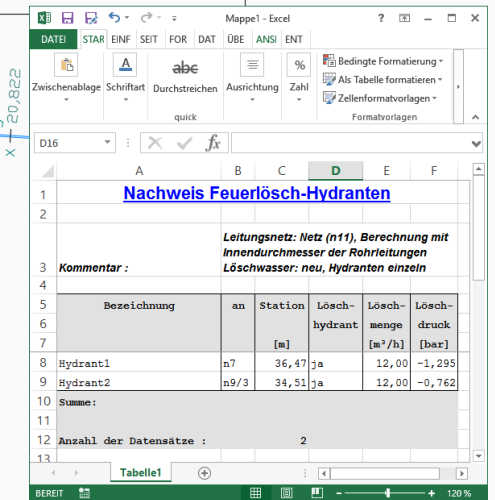 Mappe1 - Excel
DATEI STAR EINF SEIT FOR DAT ÜBE ANSI ENT
Zwischenablage Schriftart Durchstreichen Ausrichtung Zahl
abc
%
Bedingte Formatierung
Als Tabelle formatieren
Zellenformatvorlagen
quick Formatvorlagen
x 20,822
D16 fx
A B C D E F
1 Nachweis Feuerlösch-Hydranten
2
Leitungsnetz: Netz (n11), Berechnung mit
Innendurchmesser der Rohrleitungen
3 Kommentar : Löschwasser: neu, Hydranten einzeln
4
5 Bezeichnung an Station Lösch- Lösch- Lösch-
6 hydrant menge druck
7 [m] [m³/h] [bar]
8 Hydrant1 n7 36,47 ja 12,00 -1,295
9 Hydrant2 n9/3 34,51 ja 12,00 -0,762
10 Summe:
11
12 Anzahl der Datensätze : 2
13
Tabelle1
BEREIT 120 %